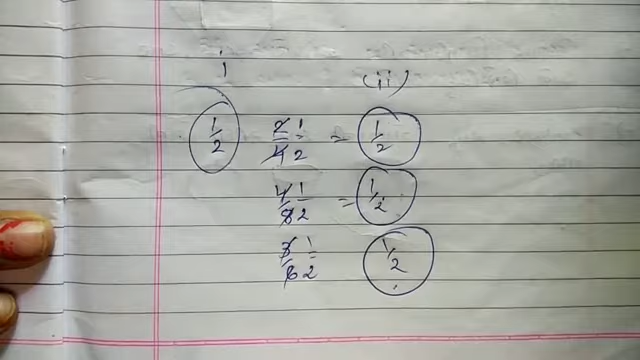 i (ii)
1/2 2/4 1/2 = 1/2
4/8 1/2 = 1/2
3/6 1/2 1/2